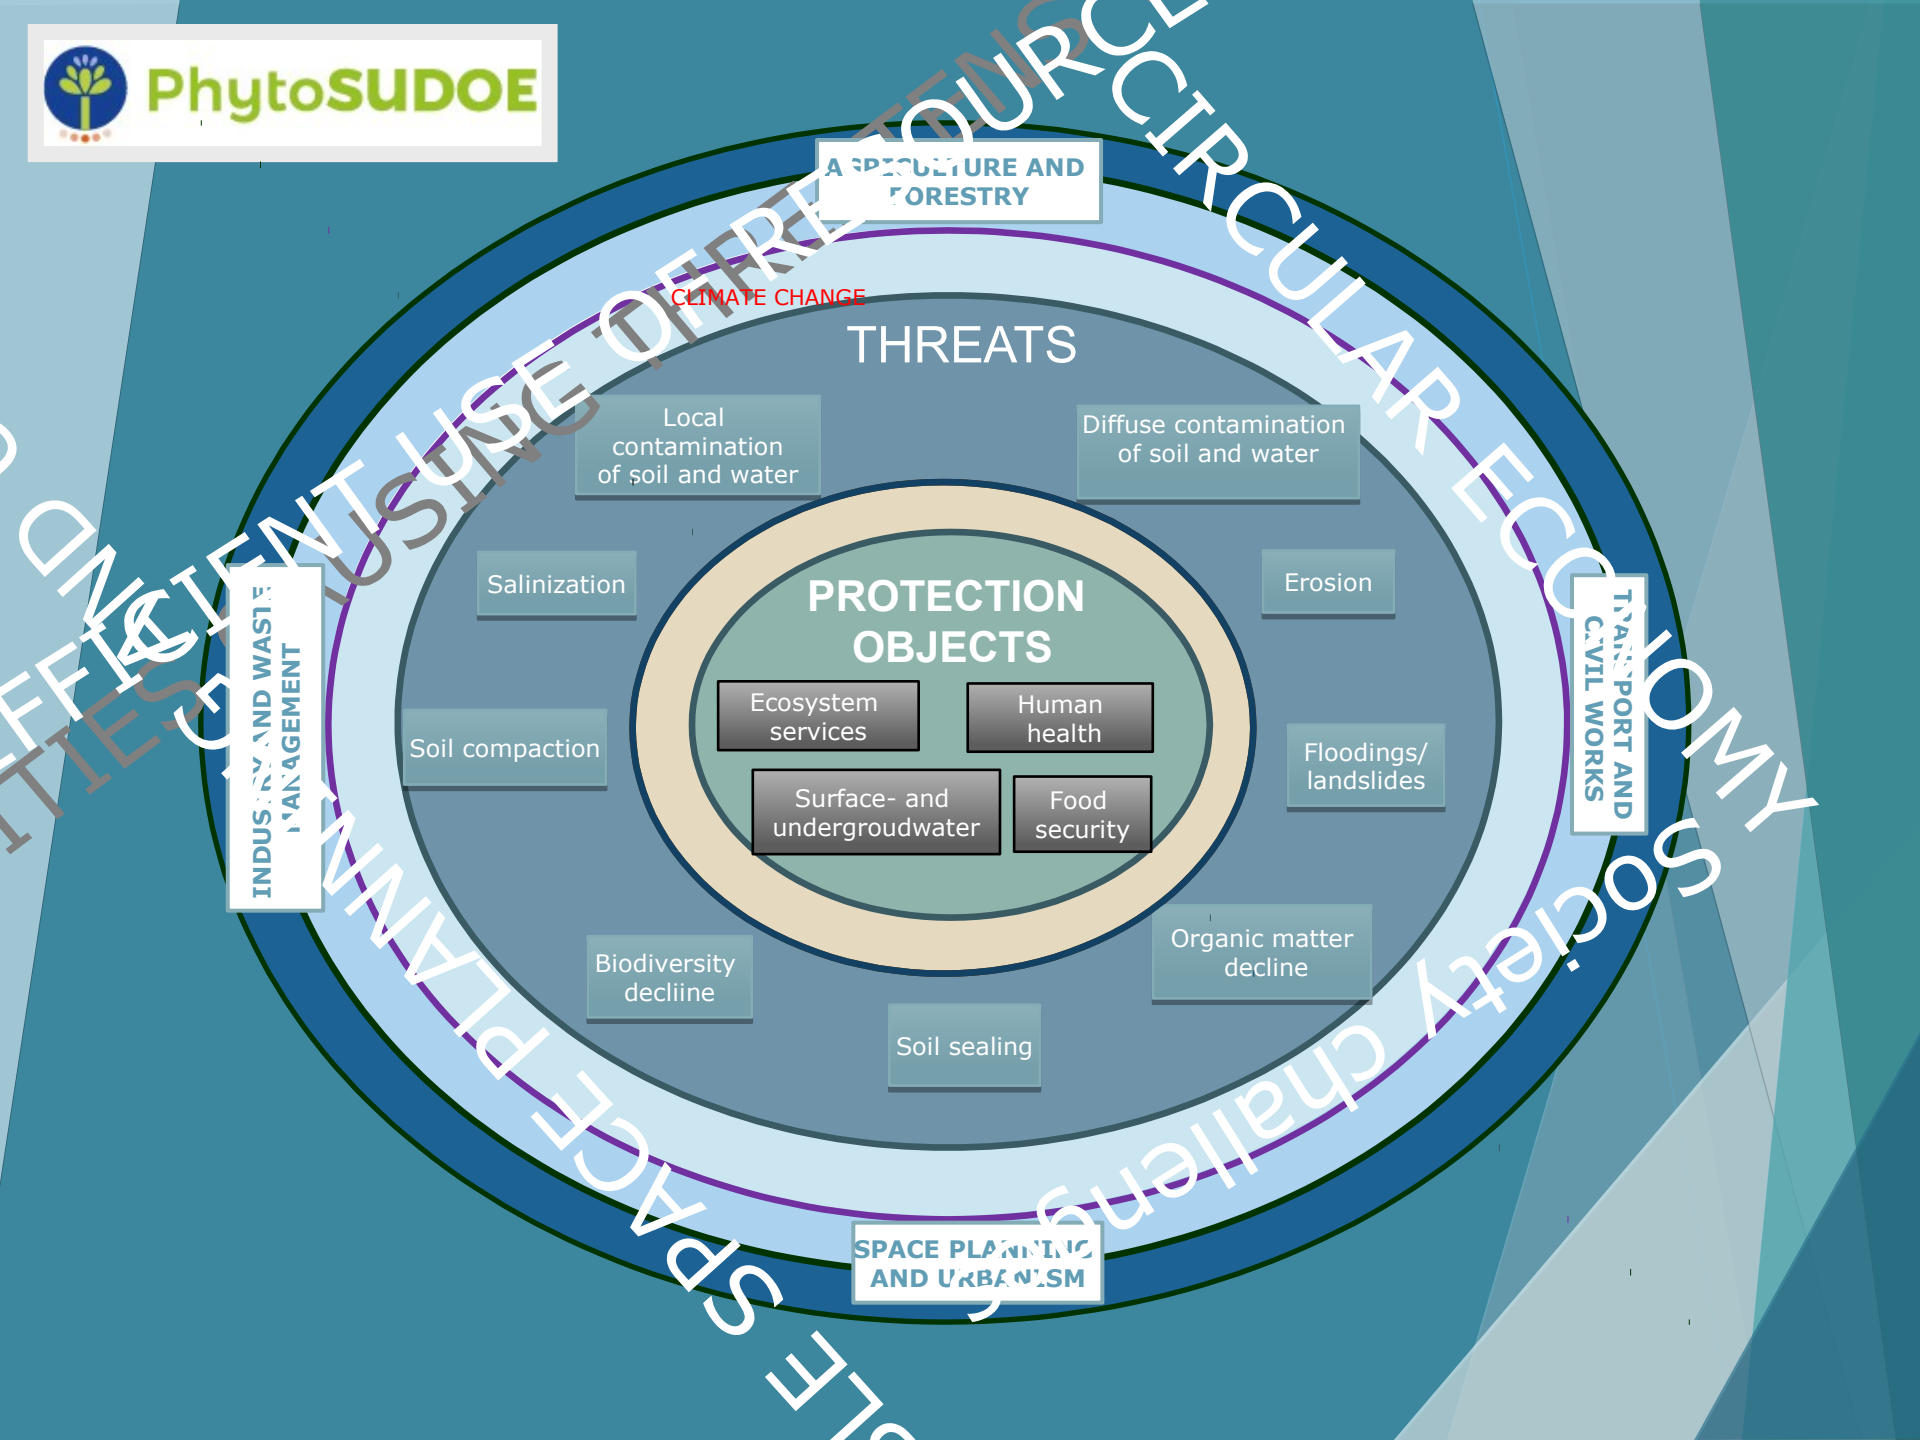 PhytoSUDOE
AGRICULTURE AND
FORESTRY
CLIMATE CHANGE
THREATS
Local
contamination
of soil and water
Diffuse contamination
of soil and water
Salinization
Erosion
Soil compaction
Floodings/
landslides
Biodiversity
decliine
Organic matter
decline
Soil sealing
PROTECTION
OBJECTS
Ecosystem
services
Human
health
Surface- and
undergroudwater
Food
security
INDUSTRY AND WASTE
MANAGEMENT
TRANSPORT AND
CIVIL WORKS
SPACE PLANNING
AND URBANISM
USE OF
CIRCULAR ECONOMY
Society challenges
SPACE
USING